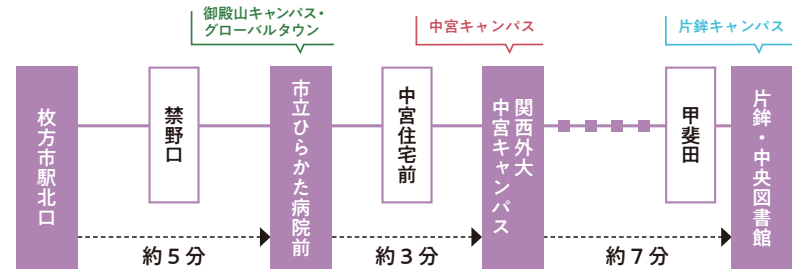 御殿山キャンパス・
グローバルタウン
中宮キャンパス
片鉾キャンパス
枚方市駅北口
禁野口
市立ひらかた病院前
中宮住宅前
関西外大
中宮キャンパス
甲斐田
片鉾・中央図書館
約5分
約3分
約7分